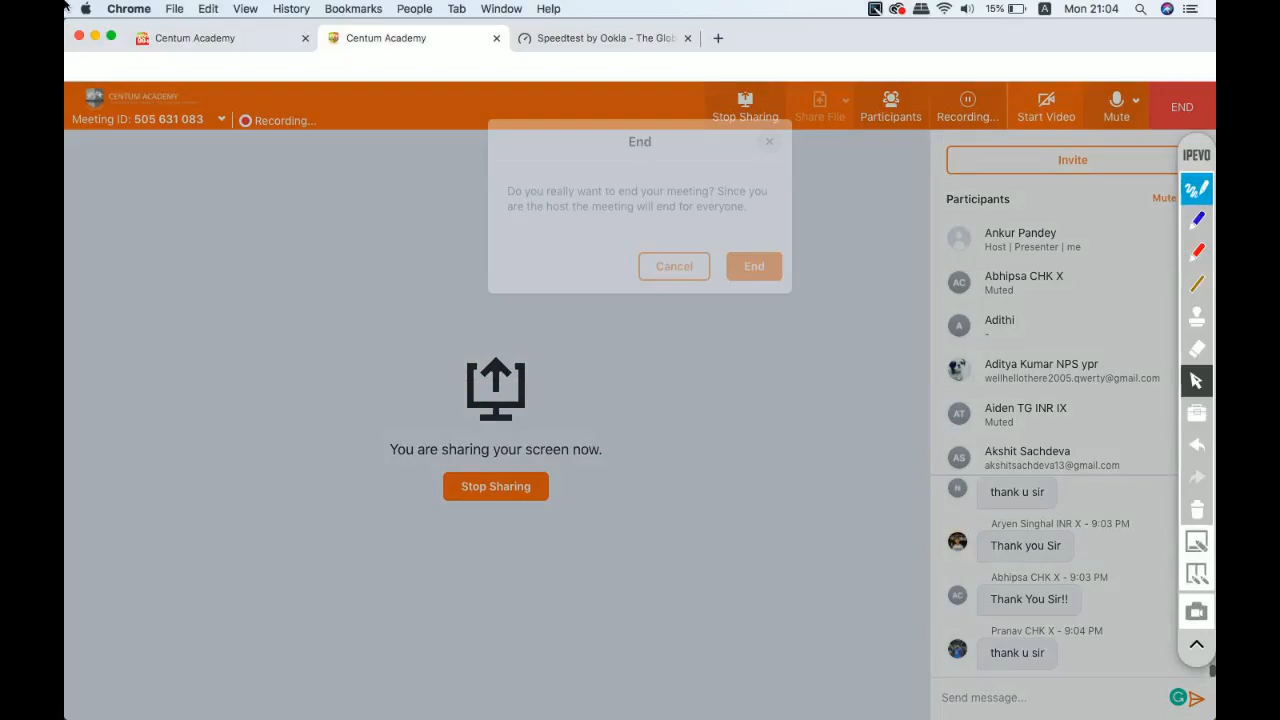 Chrome File Edit View History Bookmarks People Tab Window Help
15% A Mon 21:04
Centum Academy
Centum Academy
Speedtest by Ookla - The Glob
CENTUM ACADEMY
Meeting ID: 505 631 083 Recording...
Stop Sharing
Share File
Participants
Recording...
Start Video
Mute
END
End
Do you really want to end your meeting? Since you
are the host the meeting will end for everyone.
Cancel End
You are sharing your screen now.
Stop Sharing
Invite
IPEVO
Participants Mute
Ankur Pandey
Host | Presenter | me
AC Abhipsa CHK X
Muted
A Adithi
-
Aditya Kumar NPS ypr
wellhellothere2005.qwerty@gmail.com
AT Aiden TG INR IX
Muted
AS Akshit Sachdeva
akshitsachdeva13@gmail.com
N thank u sir
Aryen Singhal INR X - 9:03 PM
Thank you Sir
Abhipsa CHK X - 9:03 PM
AC Thank You Sir!!
Pranav CHK X - 9:04 PM
thank u sir
Send message...
G